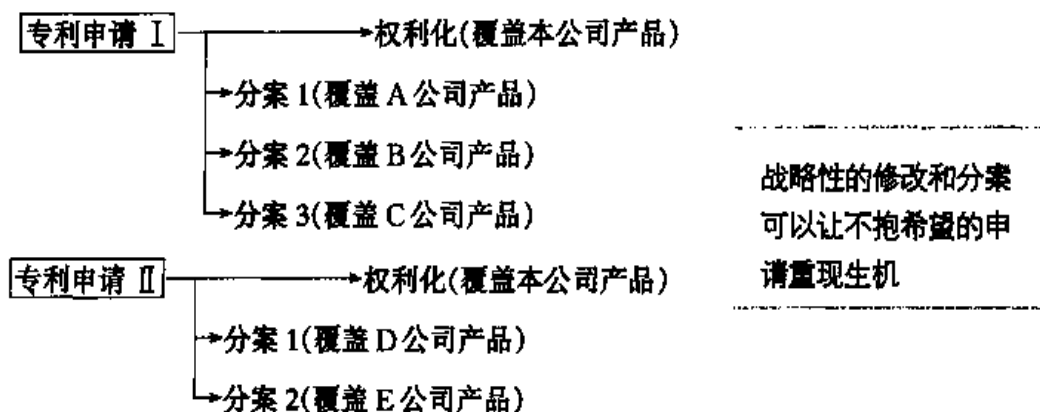 专利申请 Ⅰ
权利化(覆盖本公司产品)
分案 1(覆盖 A 公司产品)
分案 2(覆盖 B 公司产品)
分案 3(覆盖 C 公司产品)
战略性的修改和分案
可以让不抱希望的申
请重现生机
专利申请 Ⅱ
权利化(覆盖本公司产品)
分案 1(覆盖 D 公司产品)
分案 2(覆盖 E 公司产品)